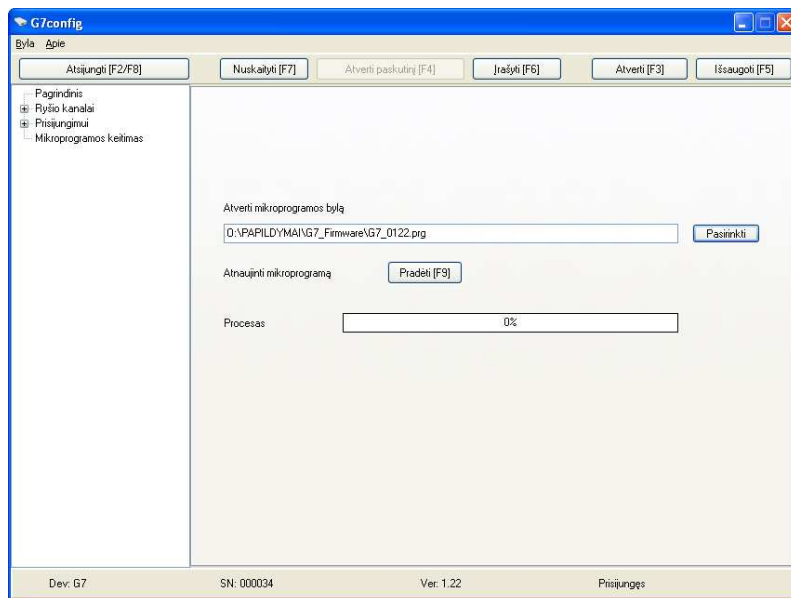 G7config
Byla Apie
Atsijungti [F2/F8] Nuskaityti [F7] Atverti paskutinį [F4] Įrašyti [F6] Atverti [F3] Išsaugoti [F5]
Pagrindinis
Ryšio kanalai
Prisijungimui
Mikroprogramos keitimas
Atverti mikroprogramos bylą
O:\PAPILDYMAI\G7_Firmware\G7_0122.prg Pasirinkti
Atnaujinti mikroprogramą Pradėti [F9]
Procesas 0%
Dev: G7 SN: 000034 Ver: 1.22 Prisijungęs